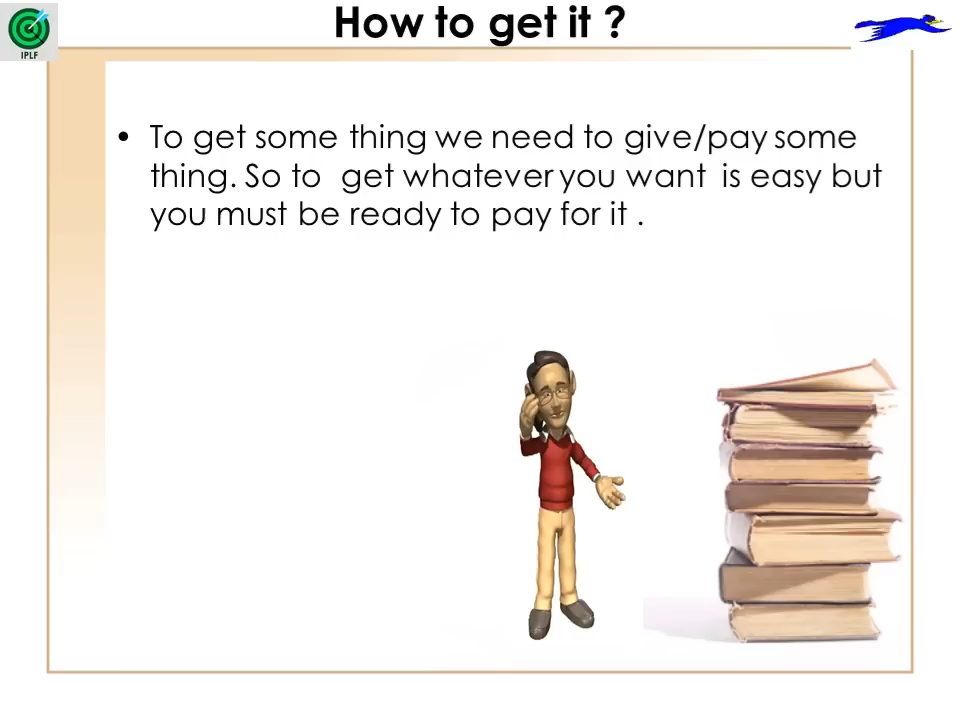 How to get it ?
IPLF
• To get some thing we need to give/pay some
thing. So to get whatever you want is easy but
you must be ready to pay for it .